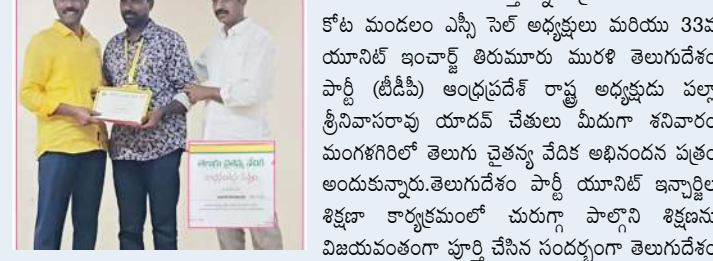 తెలుగు చైతన్య వేదిక
కోట మండలం ఎస్సీ సెల్ అధ్యక్షులు మరియు 33వ
యూనిట్ ఇంచార్జ్ తిరుమూరు మురళి తెలుగుదేశం
పార్టీ (టీడీపీ) ఆంధ్రప్రదేశ్ రాష్ట్ర అధ్యక్షుడు పల్లా
శ్రీనివాసరావు యాదవ్ చేతులు మీదుగా శనివారం
మంగళగిరిలో తెలుగు చైతన్య వేదిక అభినందన పత్రం
అందుకున్నారు.తెలుగుదేశం పార్టీ యూనిట్ ఇన్చార్జిల
శిక్షణా కార్యక్రమంలో చురుగ్గా పాల్గొని శిక్షణను
విజయవంతంగా పూర్తి చేసిన సందర్భంగా తెలుగుదేశం